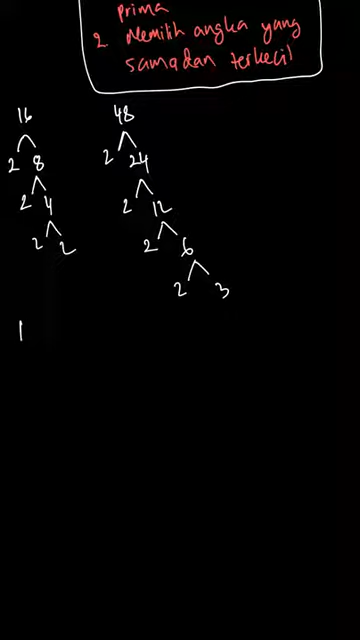 prima
2. Memilih angka yang
sama dan terkecil
16 48
2 8 2 24
2 4 2 12
2 2 2 6
2 3
1